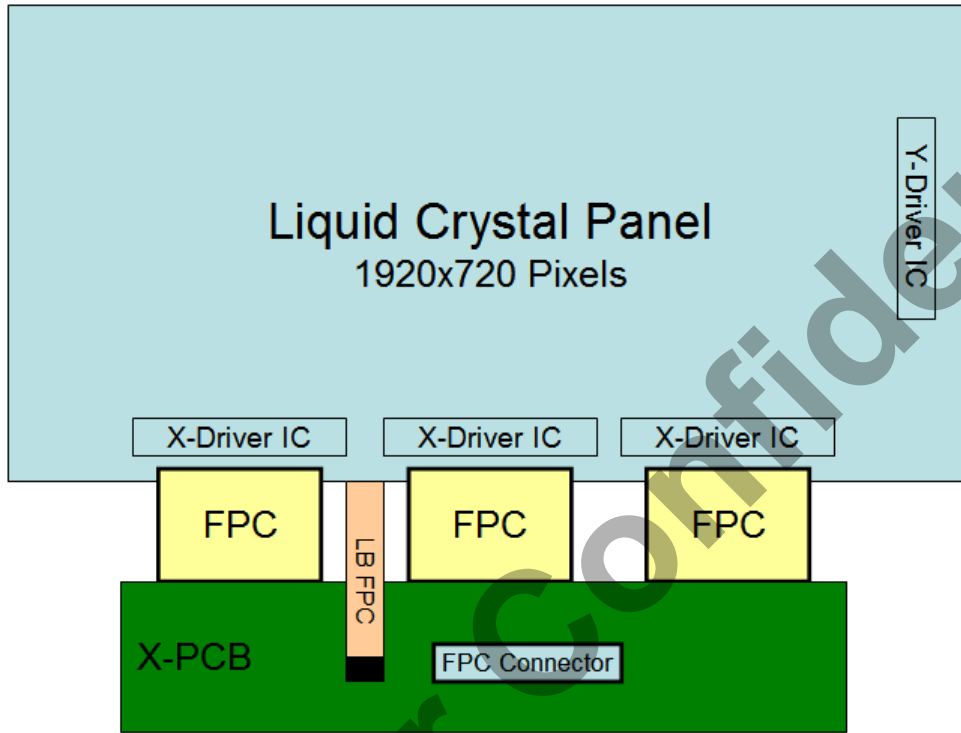 Liquid Crystal Panel
1920x720 Pixels
Y-Driver IC
X-Driver IC
X-Driver IC
X-Driver IC
FPC
FPC
FPC
LB FPC
X-PCB
FPC Connector